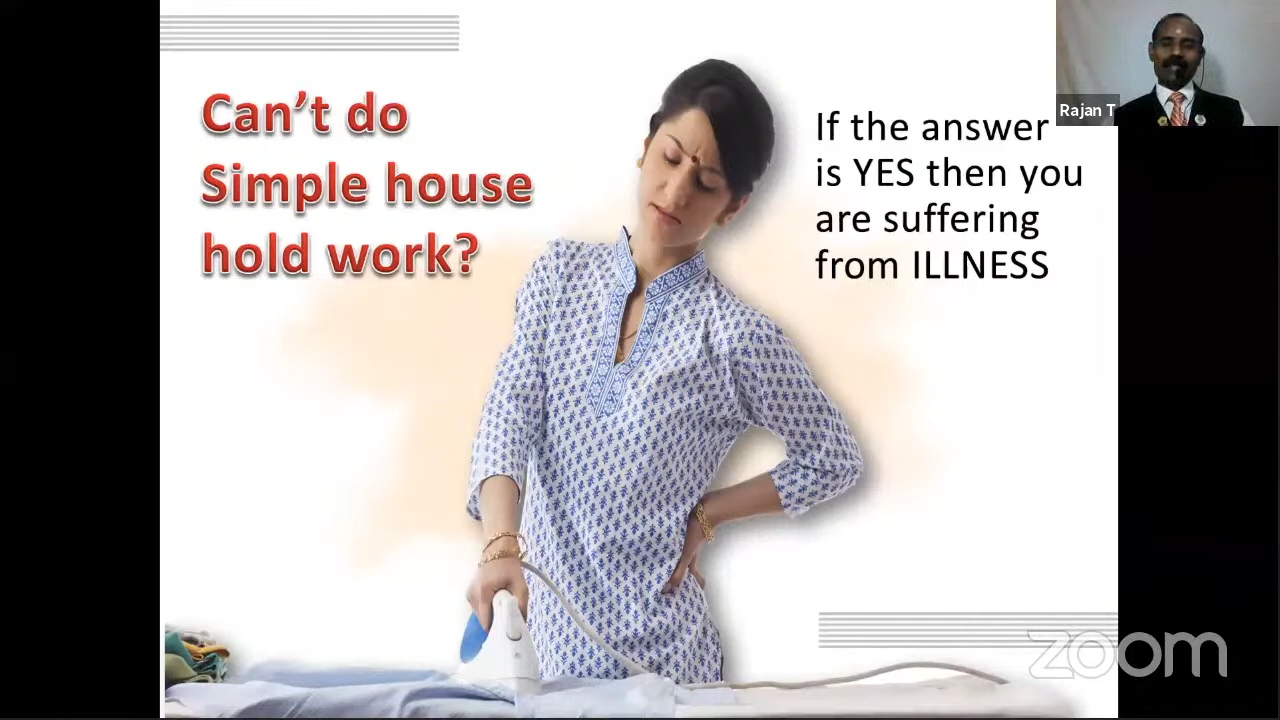 Can't do
Simple house
hold work?
If the answer
is YES then you
are suffering
from ILLNESS
Rajan T
zoom